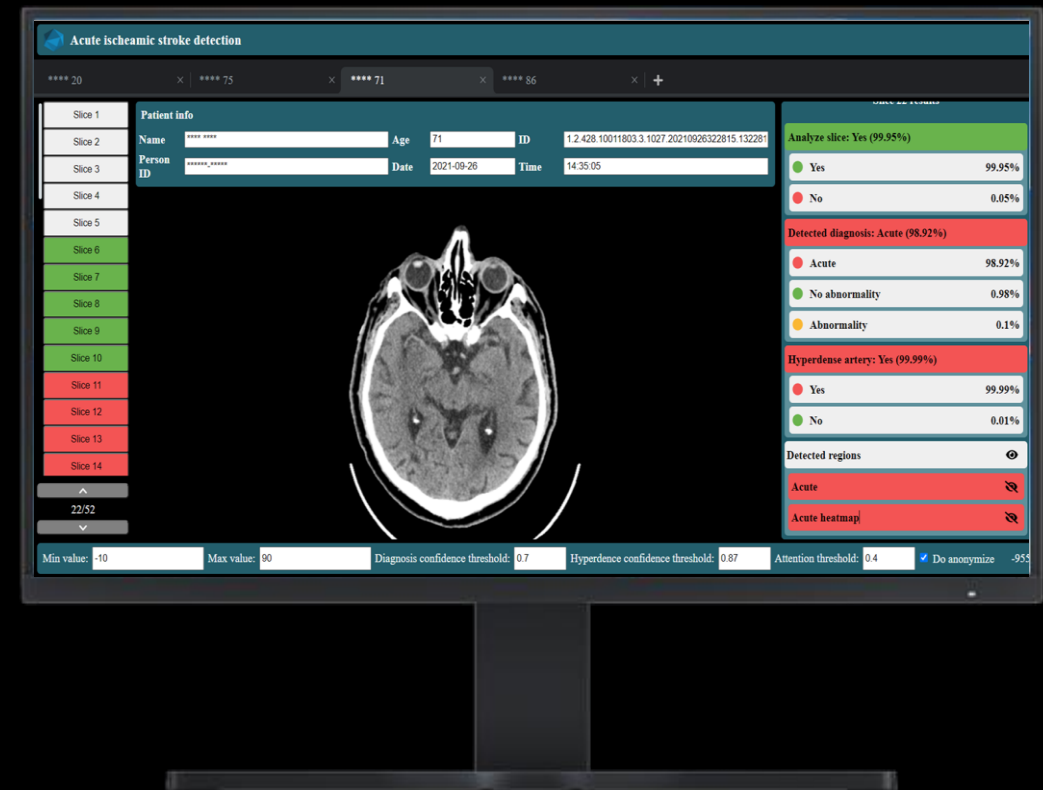 Acute ischeamic stroke detection
**** 20 × **** 75 × **** 71 × **** 86 × +
Slice 1
Slice 2
Slice 3
Slice 4
Slice 5
Slice 6
Slice 7
Slice 8
Slice 9
Slice 10
Slice 11
Slice 12
Slice 13
Slice 14
22/52
Patient info
Name **** **** Age 71 ID 1.2.428.10011803.3.1027.20210926322815.132281
Person ID ******-***** Date 2021-09-26 Time 14:35:05
Slice 22 results
Analyze slice: Yes (99.95%)
Yes 99.95%
No 0.05%
Detected diagnosis: Acute (98.92%)
Acute 98.92%
No abnormality 0.98%
Abnormality 0.1%
Hyperdense artery: Yes (99.99%)
Yes 99.99%
No 0.01%
Detected regions
Acute
Acute heatmap
Min value: -10 Max value: 90 Diagnosis confidence threshold: 0.7 Hyperdence confidence threshold: 0.87 Attention threshold: 0.4 Do anonymize -955